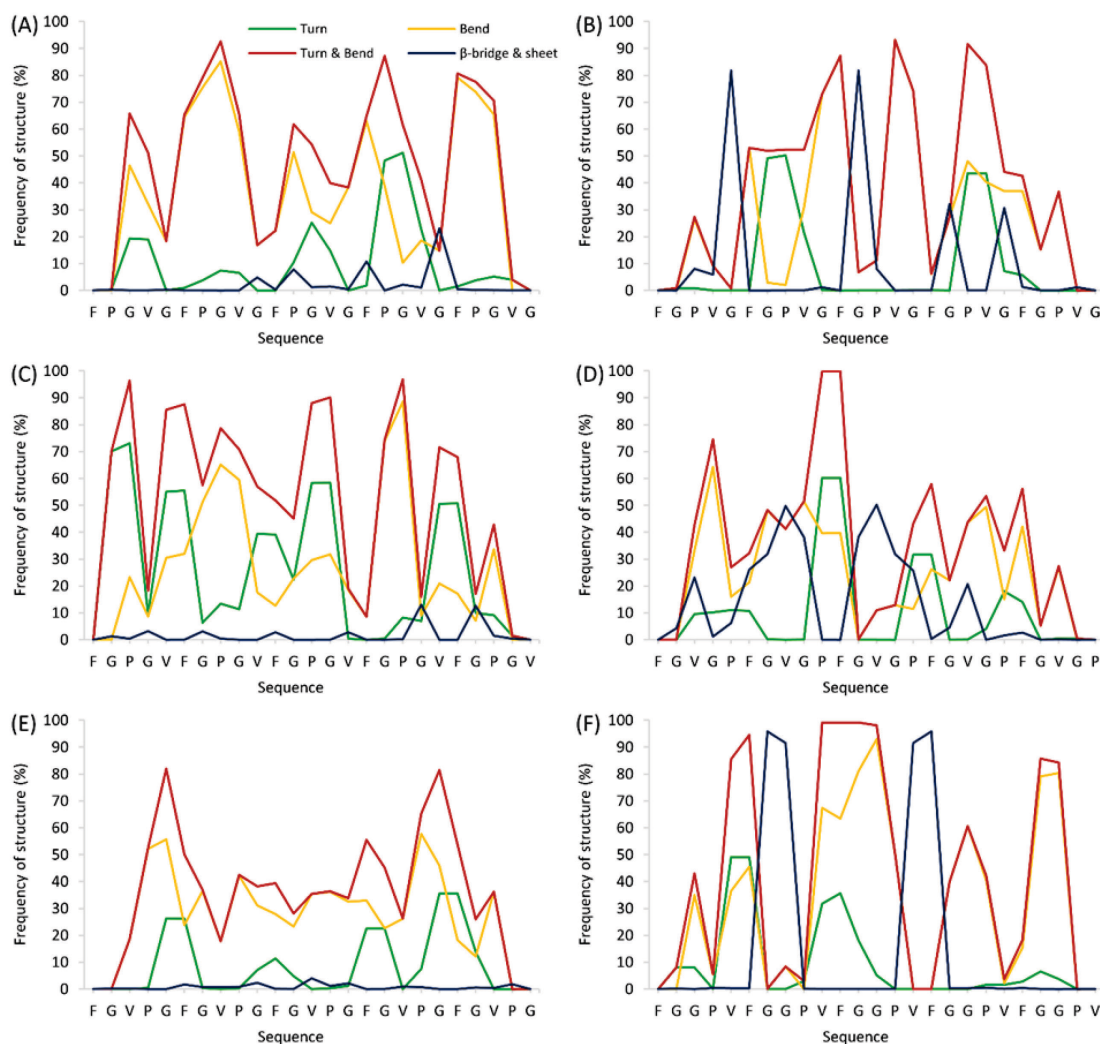 (A)
Turn
Bend
Turn & Bend
β-bridge & sheet
Frequency of structure (%)
100
90
80
70
60
50
40
30
20
10
0
F P G V G F P G V G F P G V G F P G V G F P G V G
Sequence
(B)
Frequency of structure (%)
100
90
80
70
60
50
40
30
20
10
0
F G P V G F G P V G F G P V G F G P V G F G P V G
Sequence
(C)
Frequency of structure (%)
100
90
80
70
60
50
40
30
20
10
0
F G P G V F G P G V F G P G V F G P G V F G P G V
Sequence
(D)
Frequency of structure (%)
100
90
80
70
60
50
40
30
20
10
0
F G V G P F G V G P F G V G P F G V G P F G V G P
Sequence
(E)
Frequency of structure (%)
100
90
80
70
60
50
40
30
20
10
0
F G V P G F G V P G F G V P G F G V P G F G V P G
Sequence
(F)
Frequency of structure (%)
100
90
80
70
60
50
40
30
20
10
0
F G G P V F G G P V F G G P V F G G P V F G G P V
Sequence